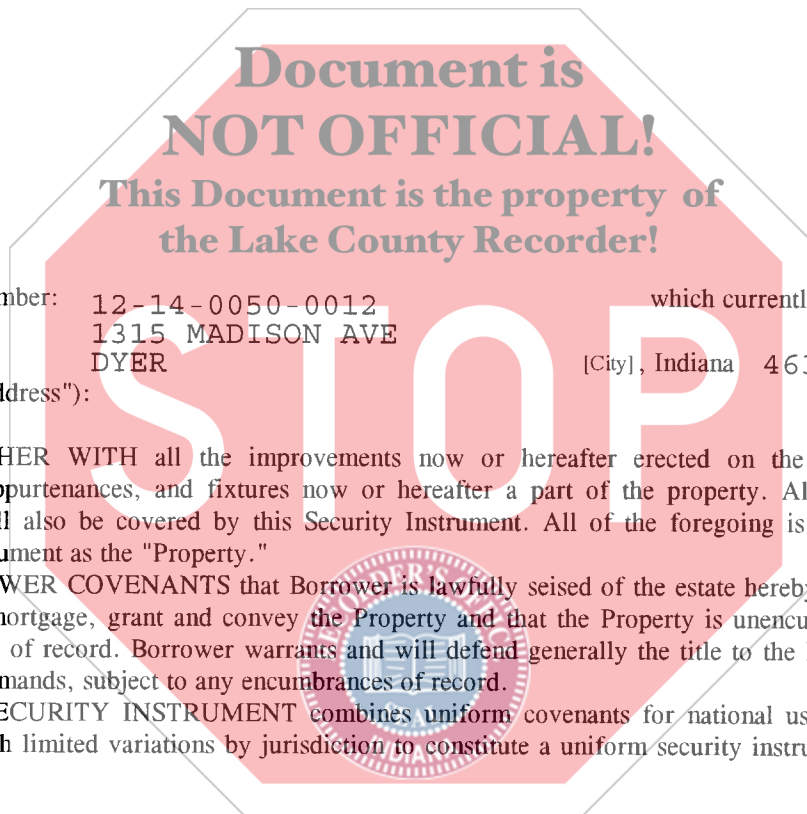 Document is
NOT OFFICIAL!
This Document is the property of
the Lake County Recorder!
mber: 12-14-0050-0012 which currentl
1315 MADISON AVE
DYER [City], Indiana 463
ddress"):
STOP
HER WITH all the improvements now or hereafter erected on the
ppurtenances, and fixtures now or hereafter a part of the property. Al
ll also be covered by this Security Instrument. All of the foregoing is
ument as the "Property."
WER COVENANTS that Borrower is lawfully seised of the estate hereby
mortgage, grant and convey the Property and that the Property is unencu
of record. Borrower warrants and will defend generally the title to the
mands, subject to any encumbrances of record.
ECURITY INSTRUMENT combines uniform covenants for national us
h limited variations by jurisdiction to constitute a uniform security instru
SEAL
INDIANA